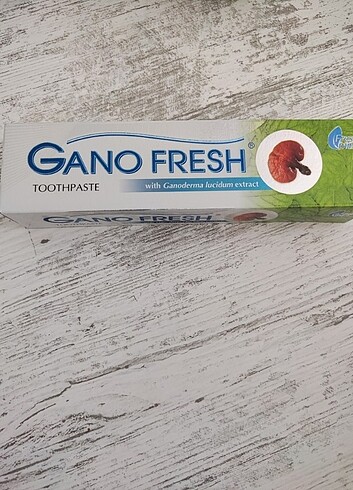 GANO FRESH®
TOOTHPASTE
with Ganoderma lucidum extract
GANO FRESH